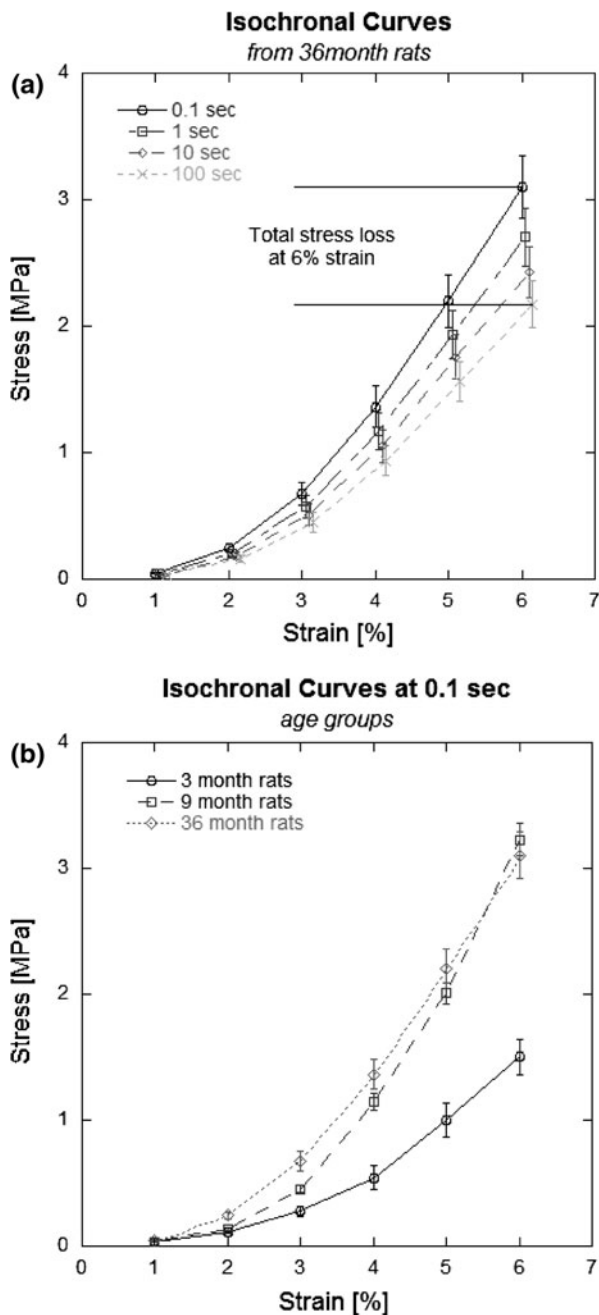 Isochronal Curves
from 36month rats
(a)
0.1 sec
1 sec
10 sec
100 sec
Total stress loss
at 6% strain
Stress [MPa]
4
3
2
1
0
0 1 2 3 4 5 6 7
Strain [%]
Isochronal Curves at 0.1 sec
age groups
(b)
3 month rats
9 month rats
36 month rats
Stress [MPa]
4
3
2
1
0
0 1 2 3 4 5 6 7
Strain [%]